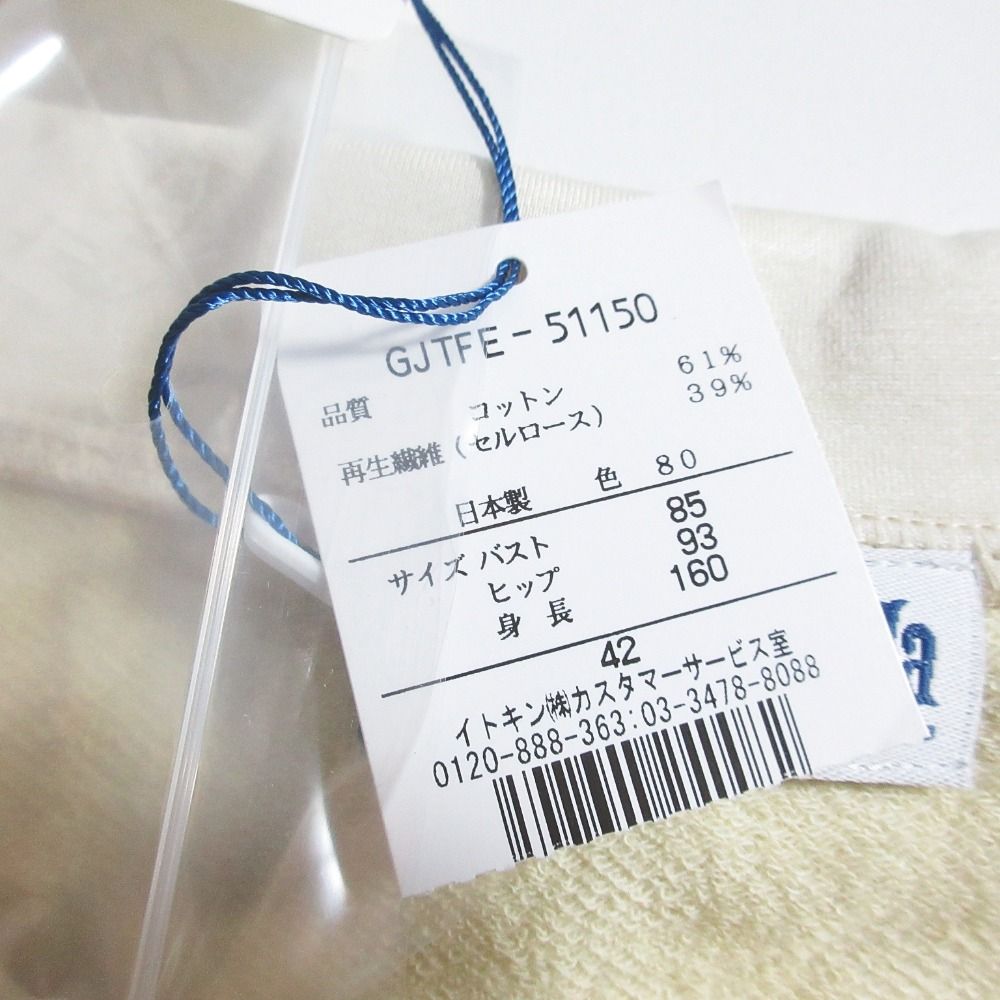 GJTFE-51150
品質 コットン 61%
再生繊維(セルロース) 39%
日本製 色 80
サイズ バスト 85
ヒップ 93
身長 160
42
イトキン㈱カスタマーサービス室
0120-888-363:03-3478-8088